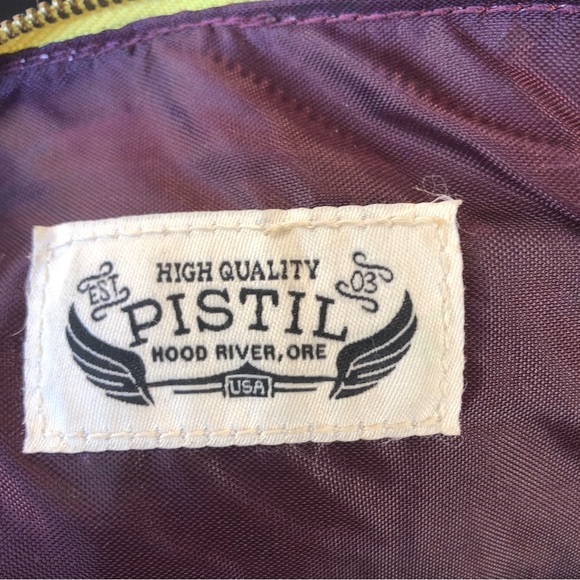 HIGH QUALITY
EST. 03
PISTIL
HOOD RIVER, ORE
USA